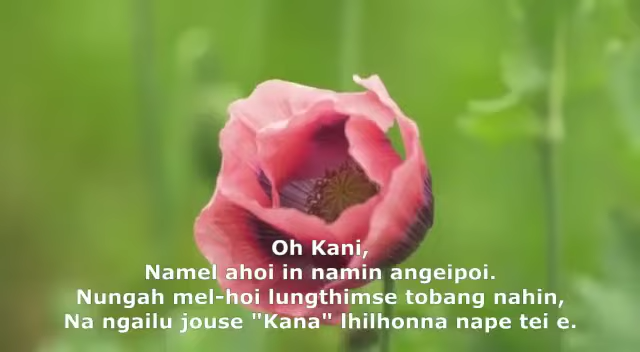 Oh Kani,
Namel ahoi in namin angeipoi.
Nungah mel-hoi lungthimse tobang nahin,
Na ngailu jouse "Kana" lhilhonna nape tei e.